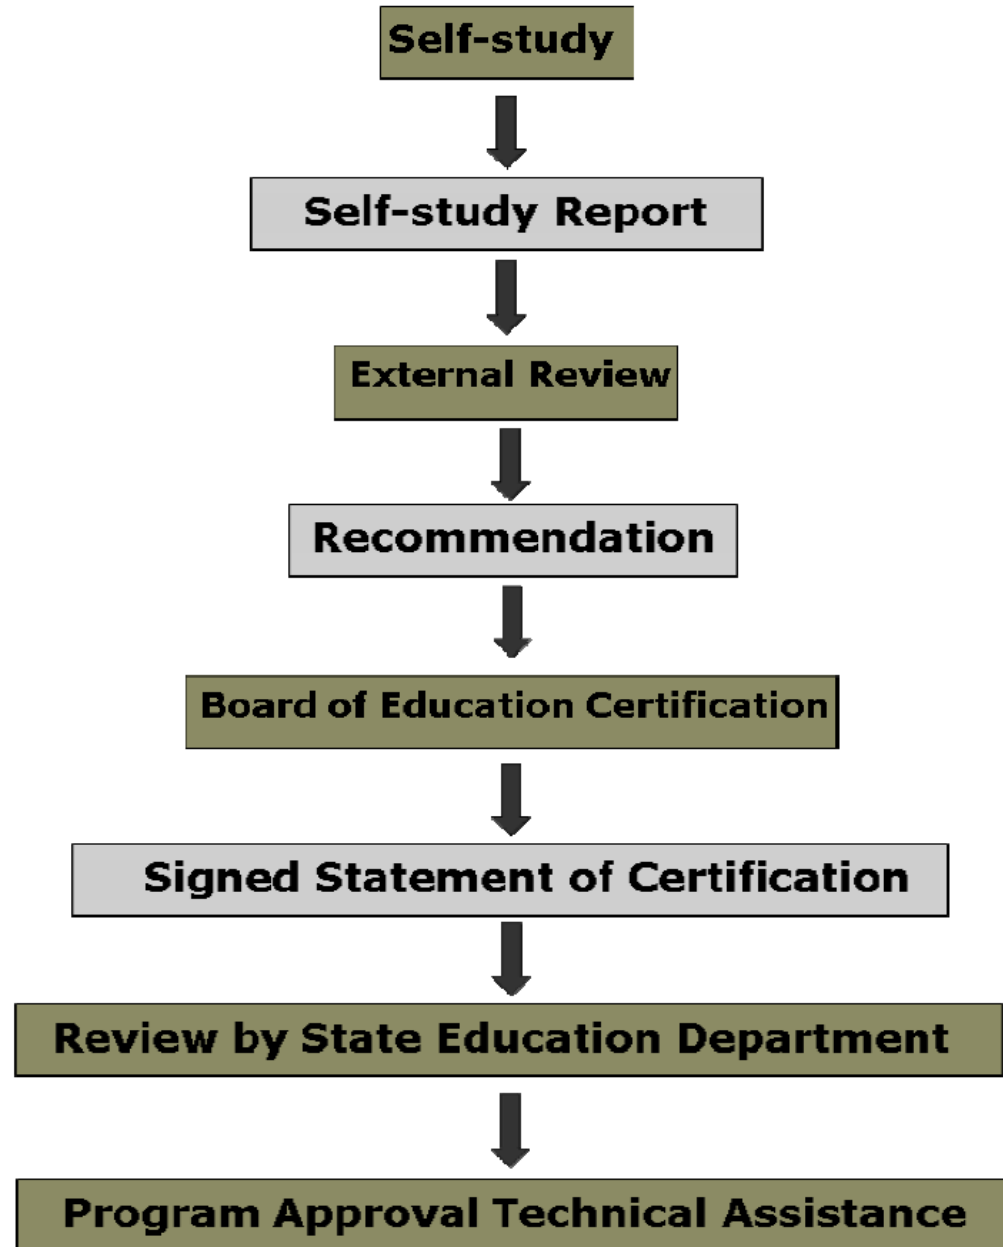 Self-study
Self-study Report
External Review
Recommendation
Board of Education Certification
Signed Statement of Certification
Review by State Education Department
Program Approval Technical Assistance